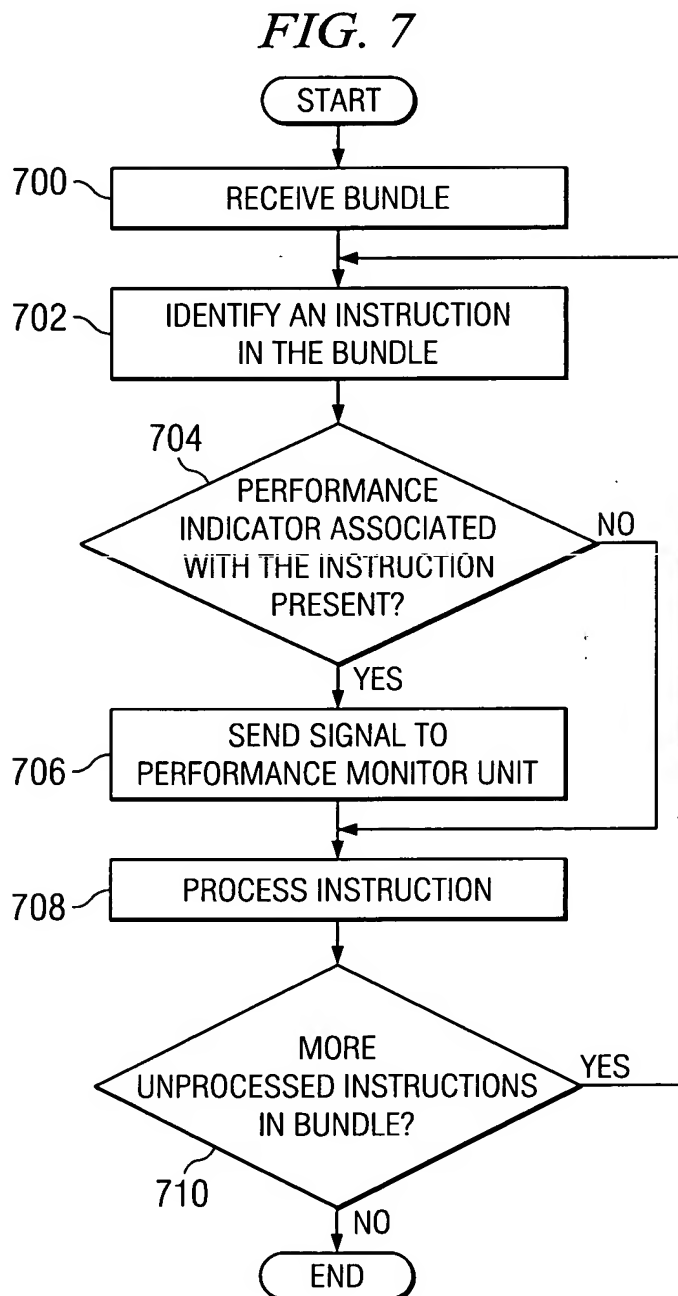 FIG. 7
START
700
RECEIVE BUNDLE
702
IDENTIFY AN INSTRUCTION
IN THE BUNDLE
704
PERFORMANCE
INDICATOR ASSOCIATED
WITH THE INSTRUCTION
PRESENT?
NO
YES
706
SEND SIGNAL TO
PERFORMANCE MONITOR UNIT
708
PROCESS INSTRUCTION
MORE
UNPROCESSED INSTRUCTIONS
IN BUNDLE?
YES
710
NO
END